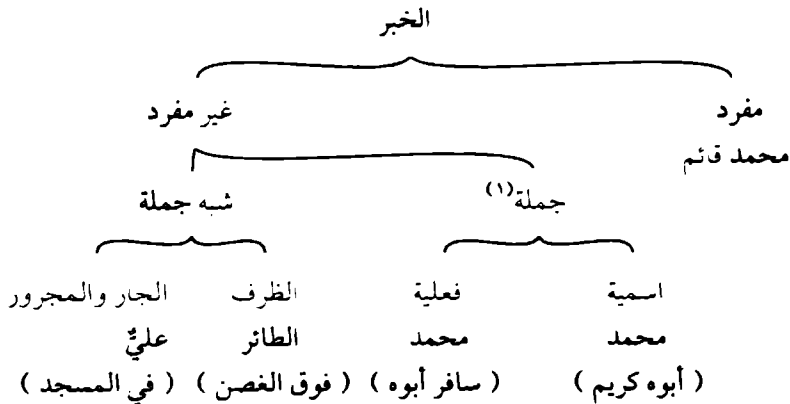 الخبر
مفرد غير مفرد
محمد قائم
جملة(١) شبه جملة
اسمية فعلية الظرف الجار والمجرور
محمد محمد الطائر عليٌّ
( أبوه كريم ) ( سافر أبوه ) ( فوق الغصن ) ( في المسجد )